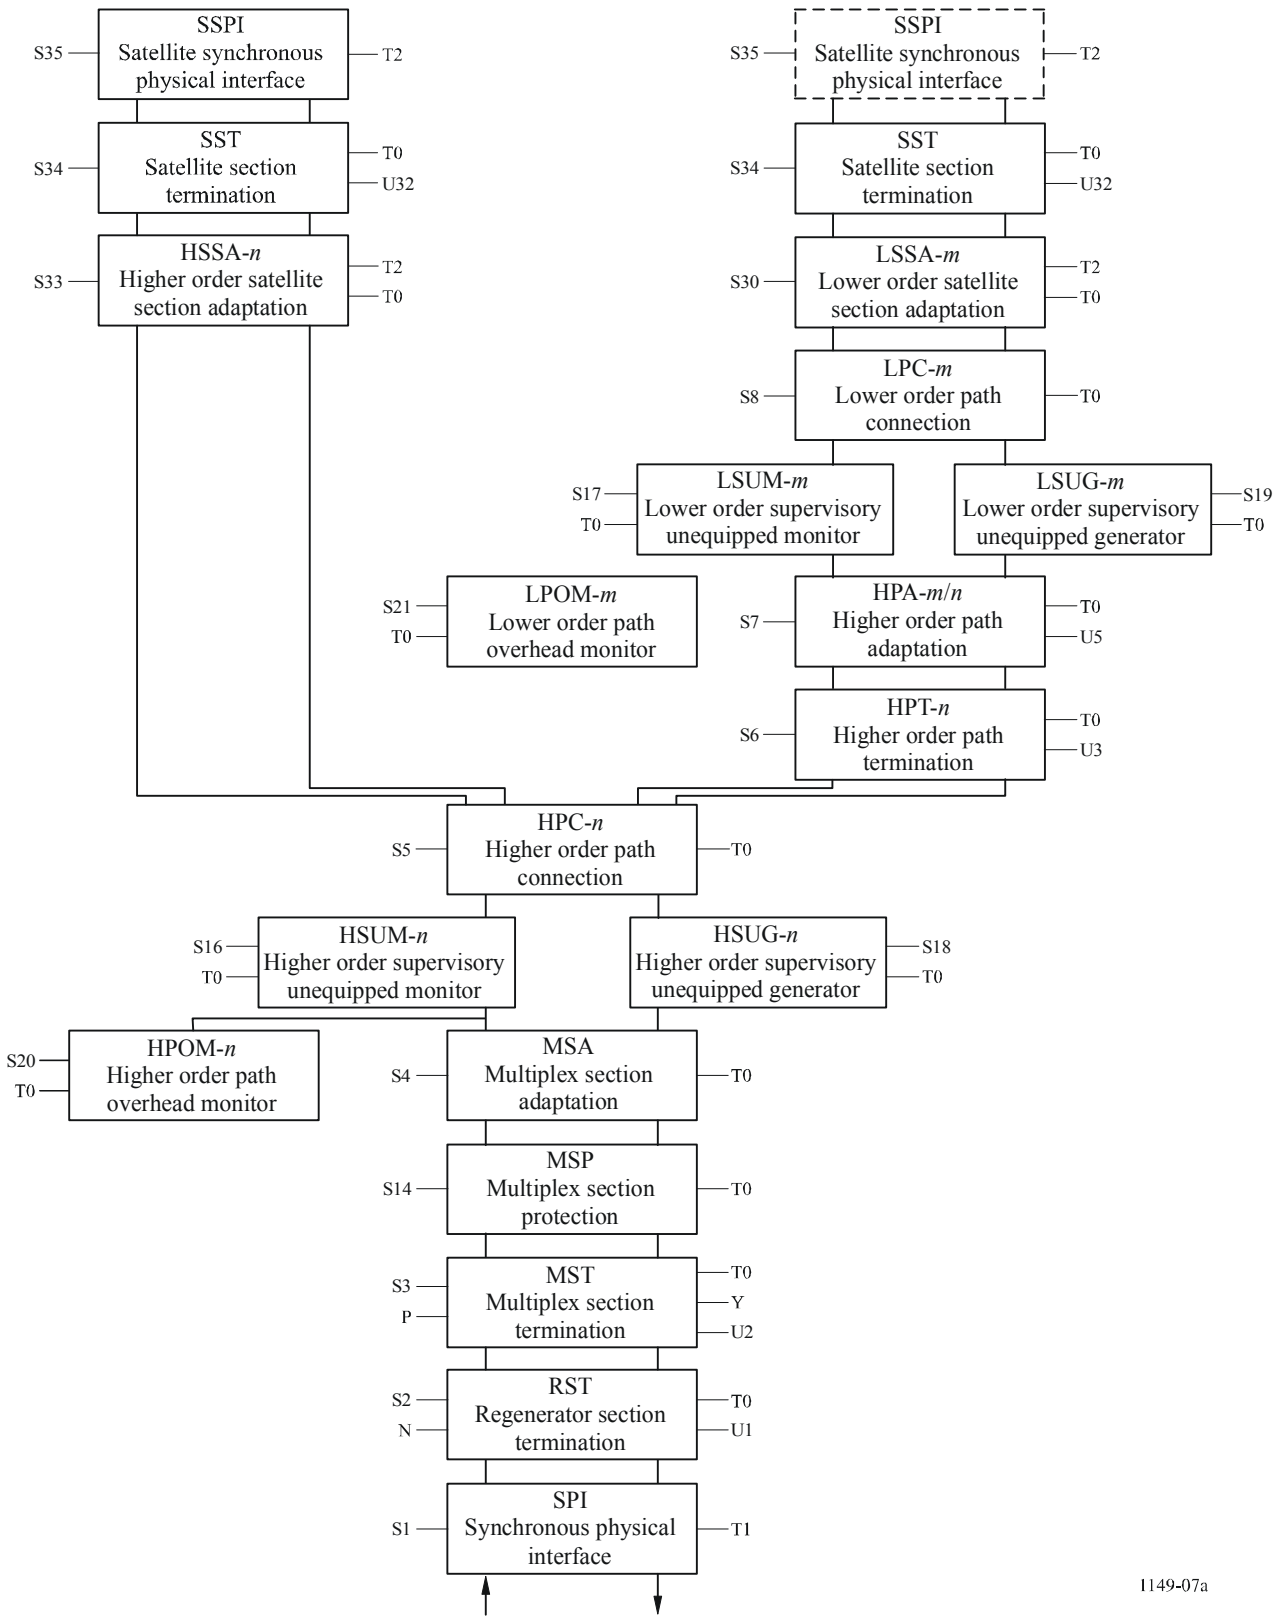 SSPI
Satellite synchronous
physical interface
S35
T2
SSPI
Satellite synchronous
physical interface
S35
T2
SST
Satellite section
termination
S34
T0
U32
SST
Satellite section
termination
S34
T0
U32
HSSA-n
Higher order satellite
section adaptation
S33
T2
T0
LSSA-m
Lower order satellite
section adaptation
S30
T2
T0
LPC-m
Lower order path
connection
S8
T0
LSUM-m
Lower order supervisory
unequipped monitor
S17
T0
LSUG-m
Lower order supervisory
unequipped generator
S19
T0
LPOM-m
Lower order path
overhead monitor
S21
T0
HPA-m/n
Higher order path
adaptation
S7
T0
U5
HPT-n
Higher order path
termination
S6
T0
U3
HPC-n
Higher order path
connection
S5
T0
HSUM-n
Higher order supervisory
unequipped monitor
S16
T0
HSUG-n
Higher order supervisory
unequipped generator
S18
T0
HPOM-n
Higher order path
overhead monitor
S20
T0
MSA
Multiplex section
adaptation
S4
T0
MSP
Multiplex section
protection
S14
T0
MST
Multiplex section
termination
S3
P
T0
Y
U2
RST
Regenerator section
termination
S2
N
T0
U1
SPI
Synchronous physical
interface
S1
T1
1149-07a